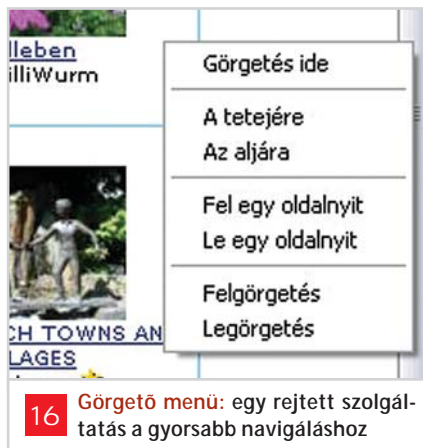 lleben
illiWurm
Görgetés ide
A tetejére
Az aljára
Fel egy oldalnyit
Le egy oldalnyit
Felgörgetés
Legörgetés
CH TOWNS AN
LAGES
16 Görgetõ menü: egy rejtett szolgál-
tatás a gyorsabb navigáláshoz